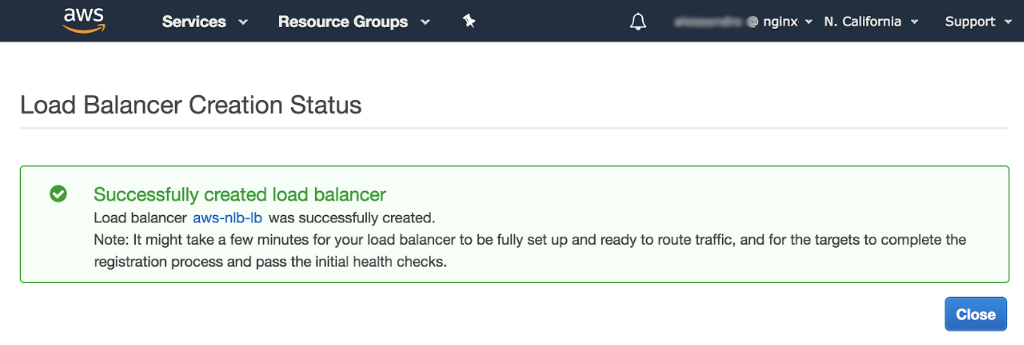 aws Services Resource Groups @ nginx N. California Support
Load Balancer Creation Status
Successfully created load balancer
Load balancer aws-nlb-lb was successfully created.
Note: It might take a few minutes for your load balancer to be fully set up and ready to route traffic, and for the targets to complete the
registration process and pass the initial health checks.
Close